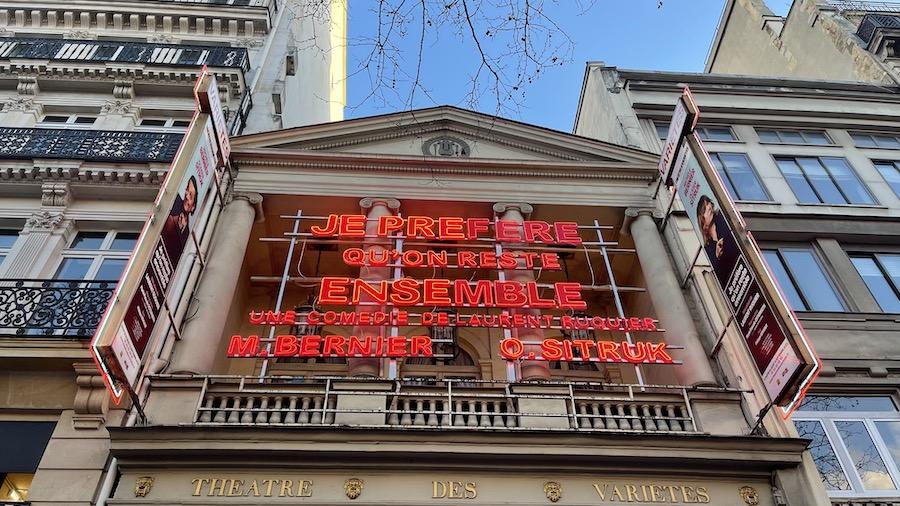 JE PREFERE
QU'ON RESTE
ENSEMBLE
UNE COMEDIE DE LAURENT RUQUIER
M. BERNIER O. SITRUK
THEATRE DES VARIETES